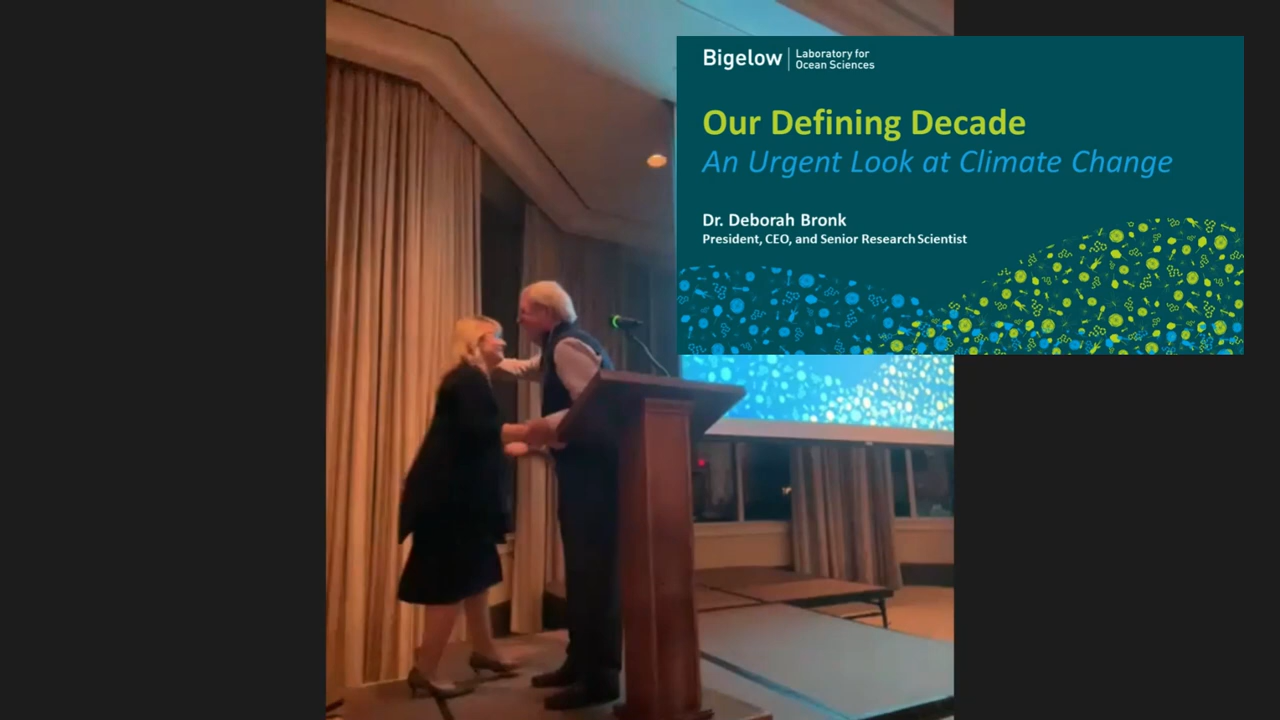 Bigelow | Laboratory for
Ocean Sciences
Our Defining Decade
An Urgent Look at Climate Change
Dr. Deborah Bronk
President, CEO, and Senior Research Scientist